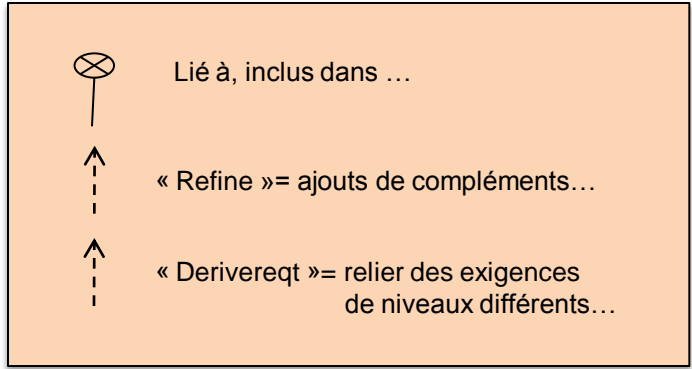 Lié à, inclus dans …
« Refine »= ajouts de compléments…
« Derivereqt »= relier des exigences
de niveaux différents…